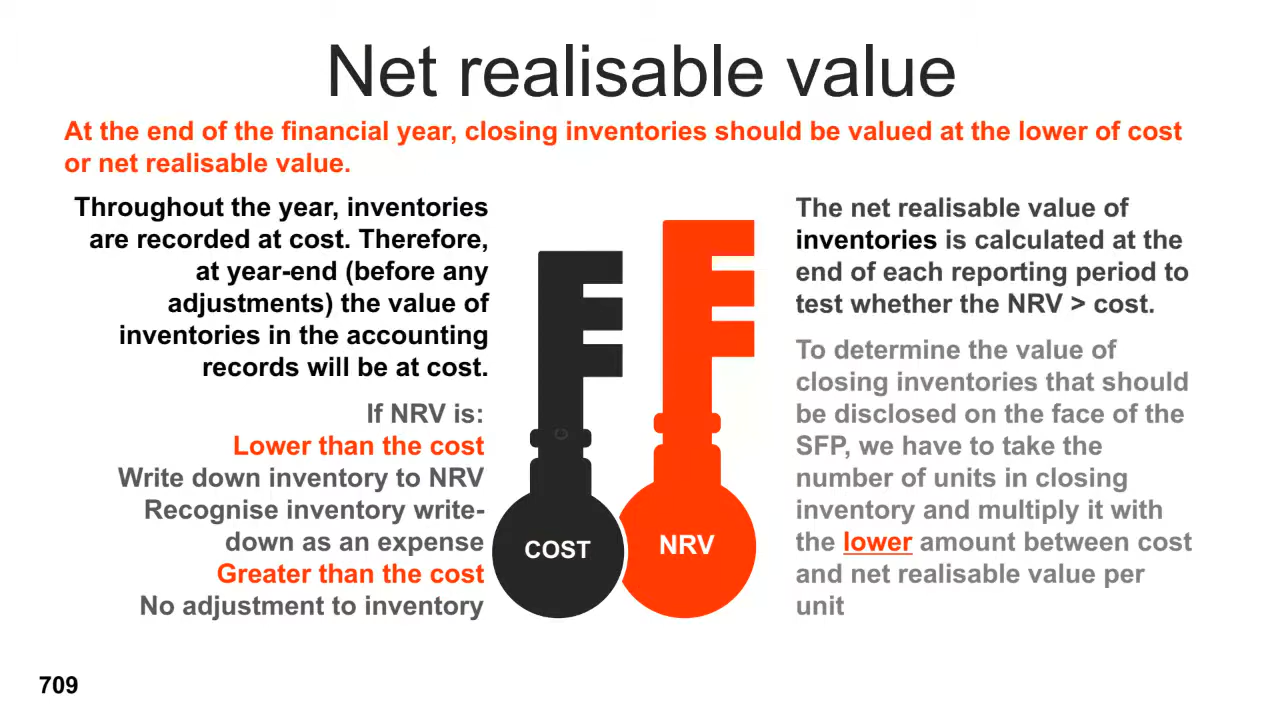 Net realisable value
At the end of the financial year, closing inventories should be valued at the lower of cost
or net realisable value.
Throughout the year, inventories
are recorded at cost. Therefore,
at year-end (before any
adjustments) the value of
inventories in the accounting
records will be at cost.
If NRV is:
Lower than the cost
Write down inventory to NRV
Recognise inventory write-
down as an expense
Greater than the cost
No adjustment to inventory
COST
NRV
The net realisable value of
inventories is calculated at the
end of each reporting period to
test whether the NRV > cost.
To determine the value of
closing inventories that should
be disclosed on the face of the
SFP, we have to take the
number of units in closing
inventory and multiply it with
the lower amount between cost
and net realisable value per
unit
709